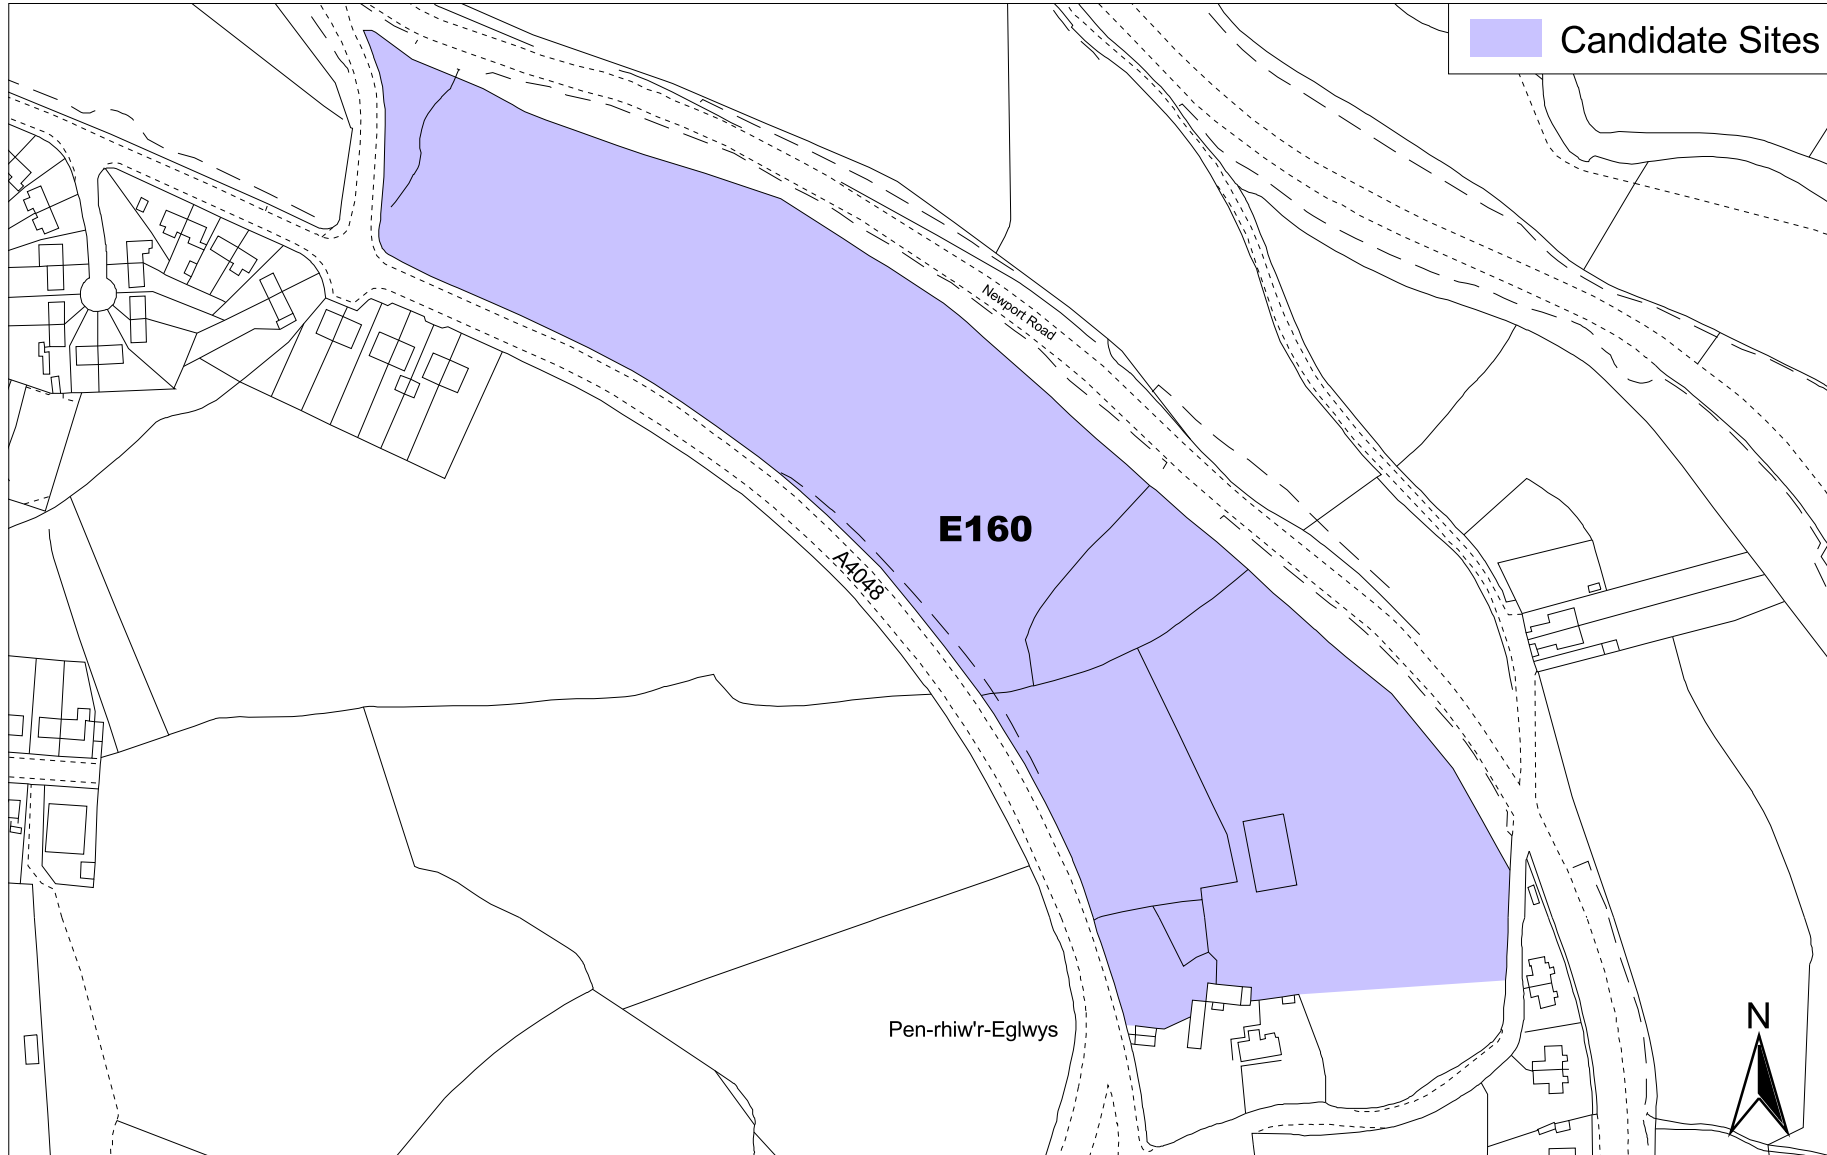 Candidate Sites
Newport Road
E160
A4048
Pen-rhiw'r-Eglwys
N